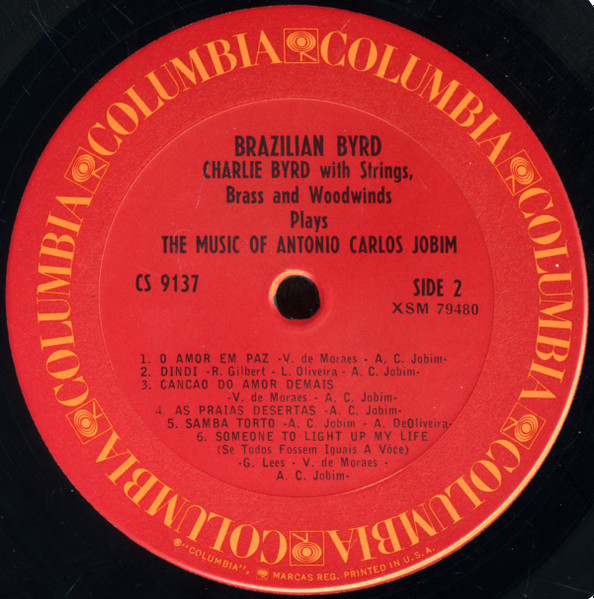 COLUMBIA COLUMBIA COLUMBIA COLUMBIA COLUMBIA COLUMBIA COLUMBIA COLUMBIA
BRAZILIAN BYRD
CHARLIE BYRD with Strings,
Brass and Woodwinds
Plays
THE MUSIC OF ANTONIO CARLOS JOBIM
CS 9137
SIDE 2
XSM 79480
1. O AMOR EM PAZ -V. de Moraes - A. C. Jobim-
2. DINDI -R. Gilbert - L. Oliveira - A. C. Jobim-
3. CANCAO DO AMOR DEMAIS
-V. de Moraes - A. C. Jobim-
4. AS PRAIAS DESERTAS -A. C. Jobim-
5. SAMBA TORTO -A. C. Jobim - A. DeOliveira-
6. SOMEONE TO LIGHT UP MY LIFE
(Se Todos Fossem Iguais A Vôce)
-G. Lees - V. de Moraes -
A. C. Jobim-
®"COLUMBIA", MARCAS REG. PRINTED IN U.S.A.